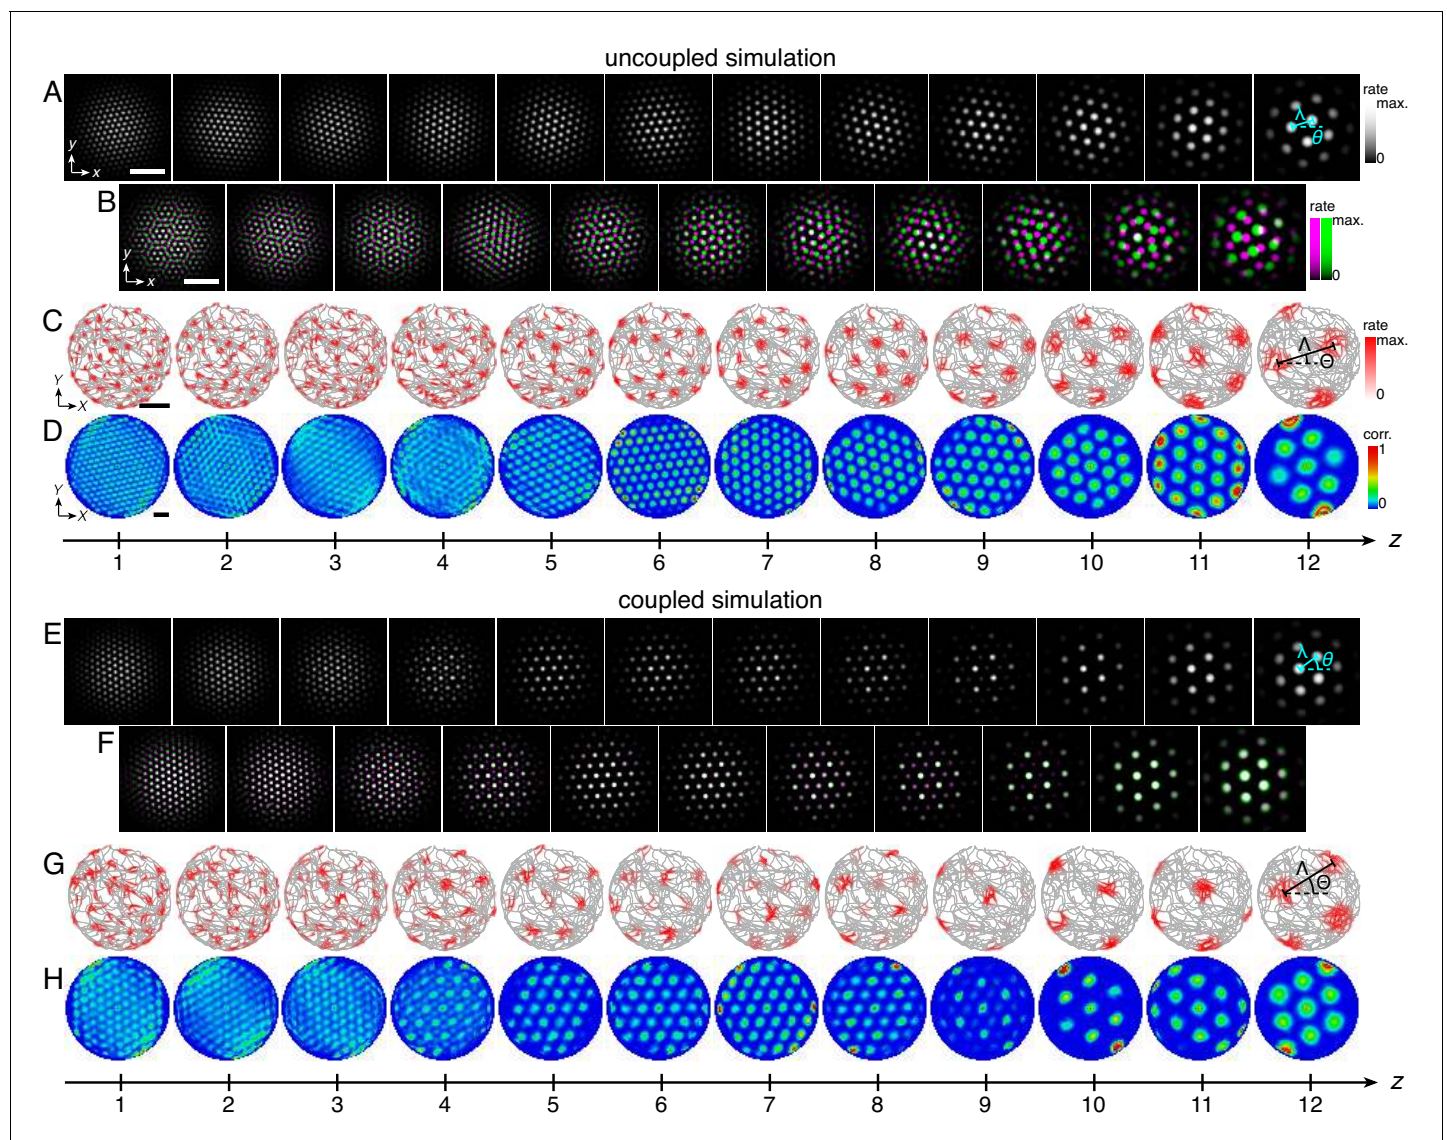 uncoupled simulation
A
y
x
λ
θ
rate
max.
0
B
y
x
rate
max.
0
C
Y
X
Λ
Θ
rate
max.
0
D
Y
X
corr.
1
0
1 2 3 4 5 6 7 8 9 10 11 12 z
coupled simulation
E
λ
θ
F
G
Λ
Θ
H
1 2 3 4 5 6 7 8 9 10 11 12 z